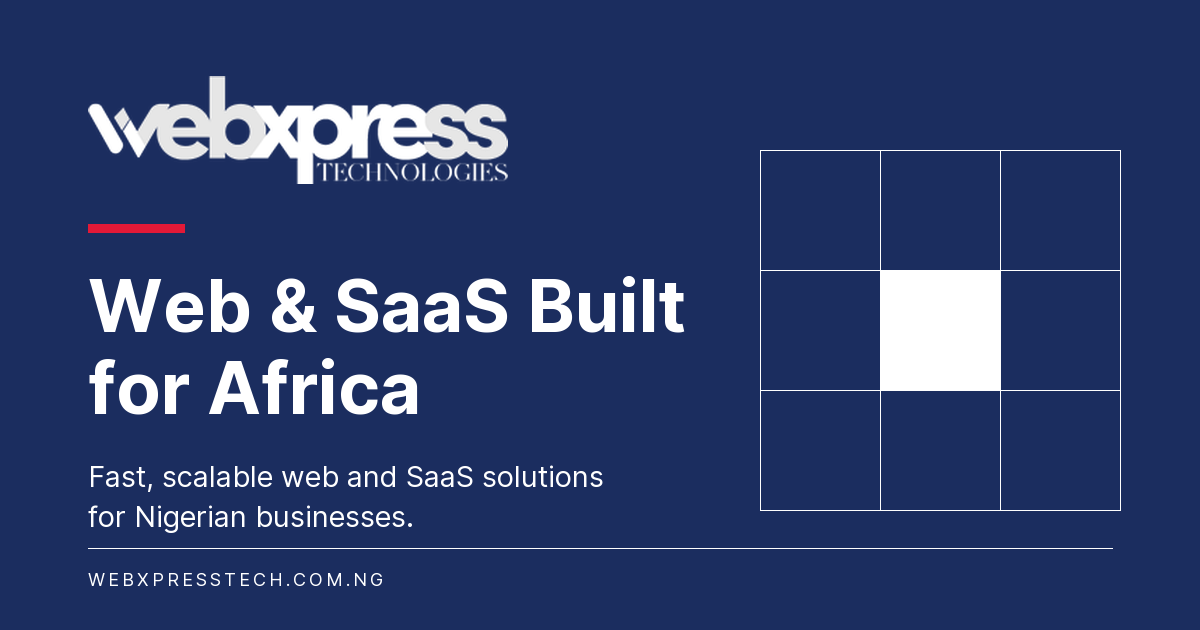 webxpress
TECHNOLOGIES
Web & SaaS Built
for Africa
Fast, scalable web and SaaS solutions
for Nigerian businesses.
WEBXPRESSTECH.COM.NG